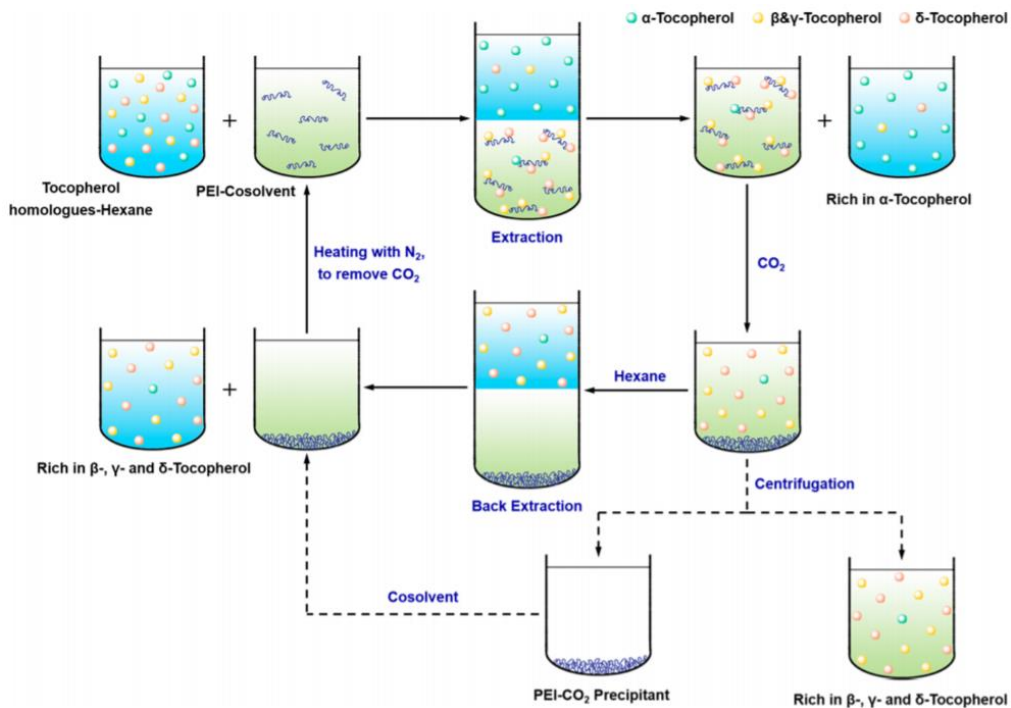 α-Tocopherol
β&γ-Tocopherol
δ-Tocopherol
+
+
Tocopherol
homologues-Hexane
PEI-Cosolvent
Extraction
Rich in α-Tocopherol
Heating with N₂,
to remove CO₂
CO₂
+
Hexane
Rich in β-, γ- and δ-Tocopherol
Back Extraction
Centrifugation
Cosolvent
PEI-CO₂ Precipitant
Rich in β-, γ- and δ-Tocopherol